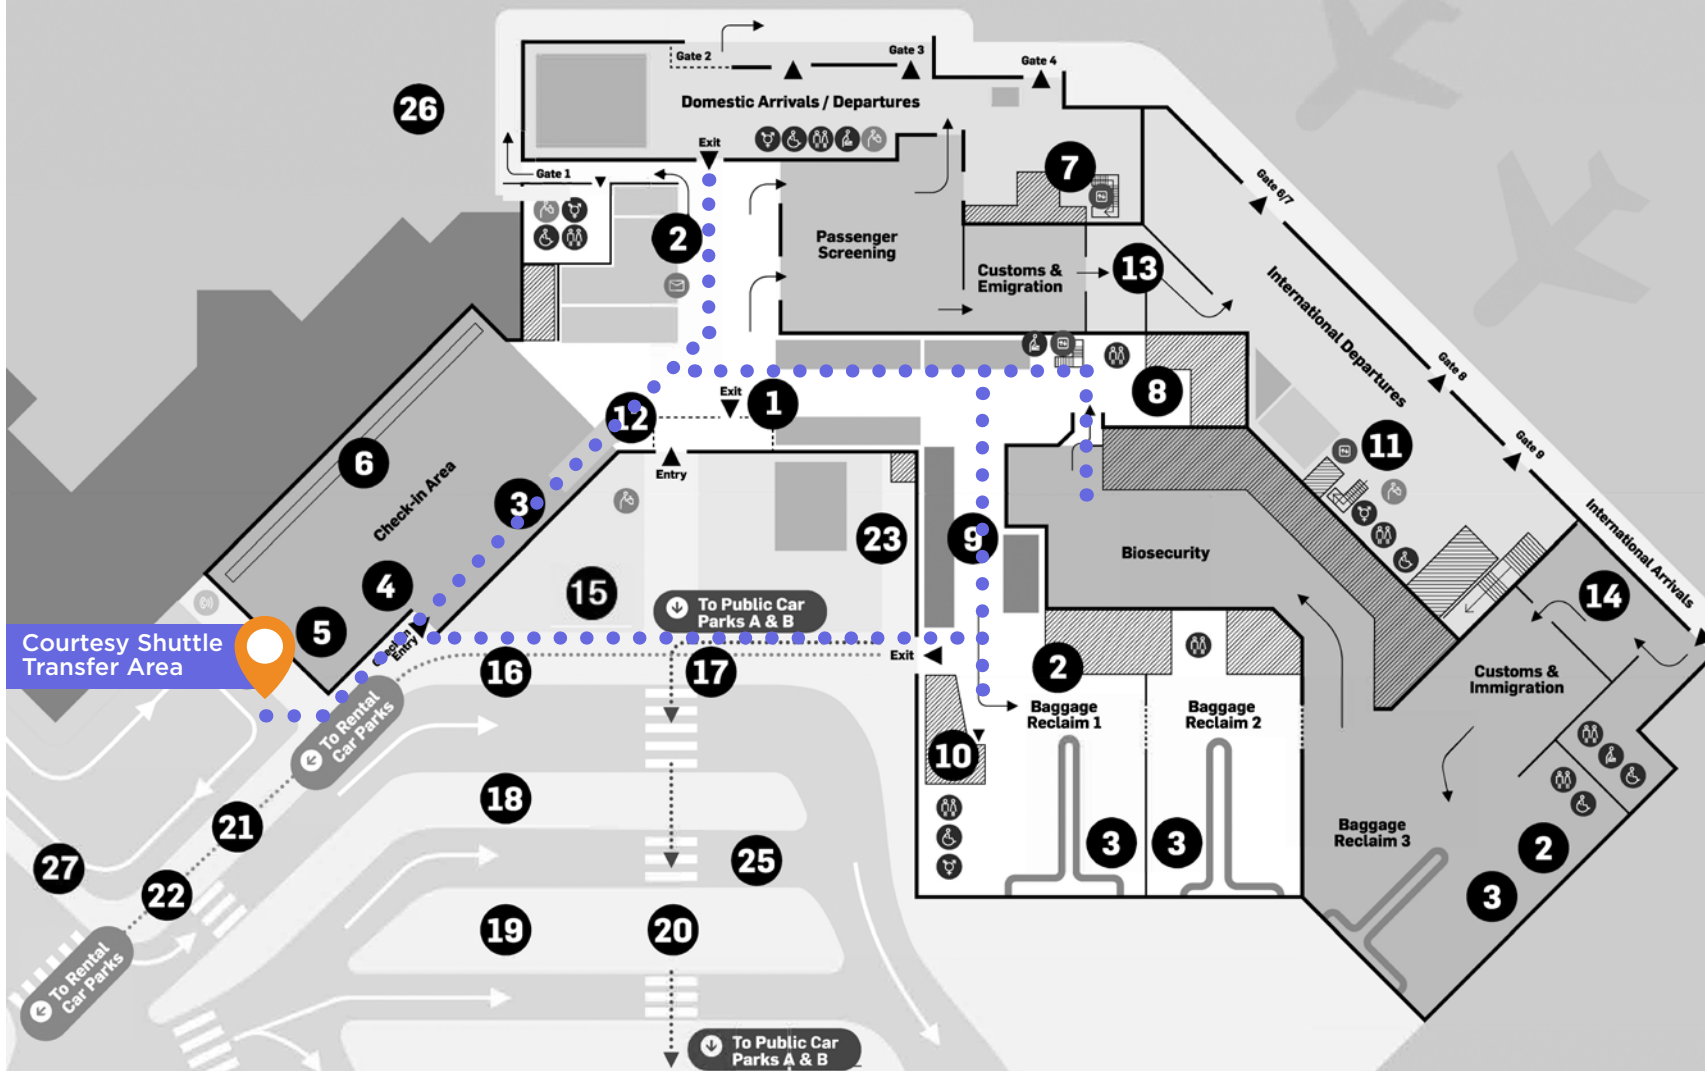 Gate 2
Gate 3
Gate 4
26
Domestic Arrivals / Departures
Exit
7
Gate 1
Gate 6/7
2
Passenger
Screening
Customs &
Emigration
13
International Departures
Gate 8
Exit
1
8
12
6
Check-in Area
Entry
11
Gate 9
3
23
9
Biosecurity
International Arrivals
4
15
To Public Car
Parks A & B
14
5
Courtesy Shuttle
Transfer Area
Entry
16
17
Exit
2
Customs &
Immigration
To Rental
Car Parks
Baggage
Reclaim 1
Baggage
Reclaim 2
10
18
21
Baggage
Reclaim 3
27
25
3
3
2
22
3
19
20
To Rental
Car Parks
To Public Car
Parks A & B